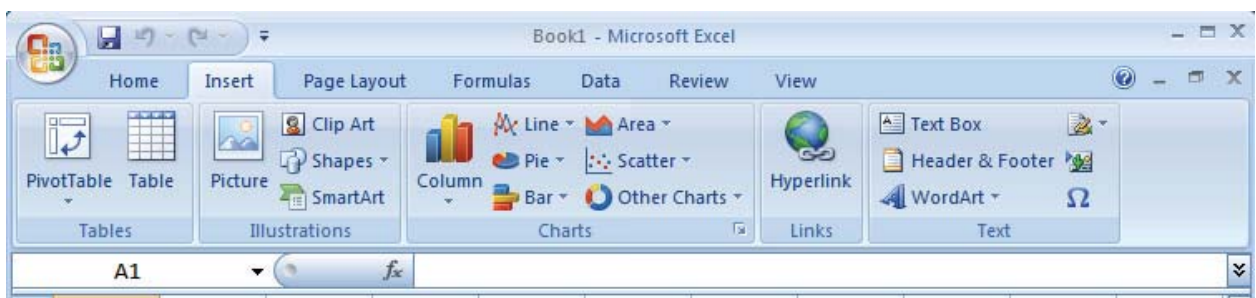 Book1 - Microsoft Excel
Home Insert Page Layout Formulas Data Review View
PivotTable Table Picture Clip Art Shapes SmartArt
Column Line Area Pie Scatter Bar Other Charts
Hyperlink Text Box Header & Footer WordArt Ω
Tables Illustrations Charts Links Text
A1 fx